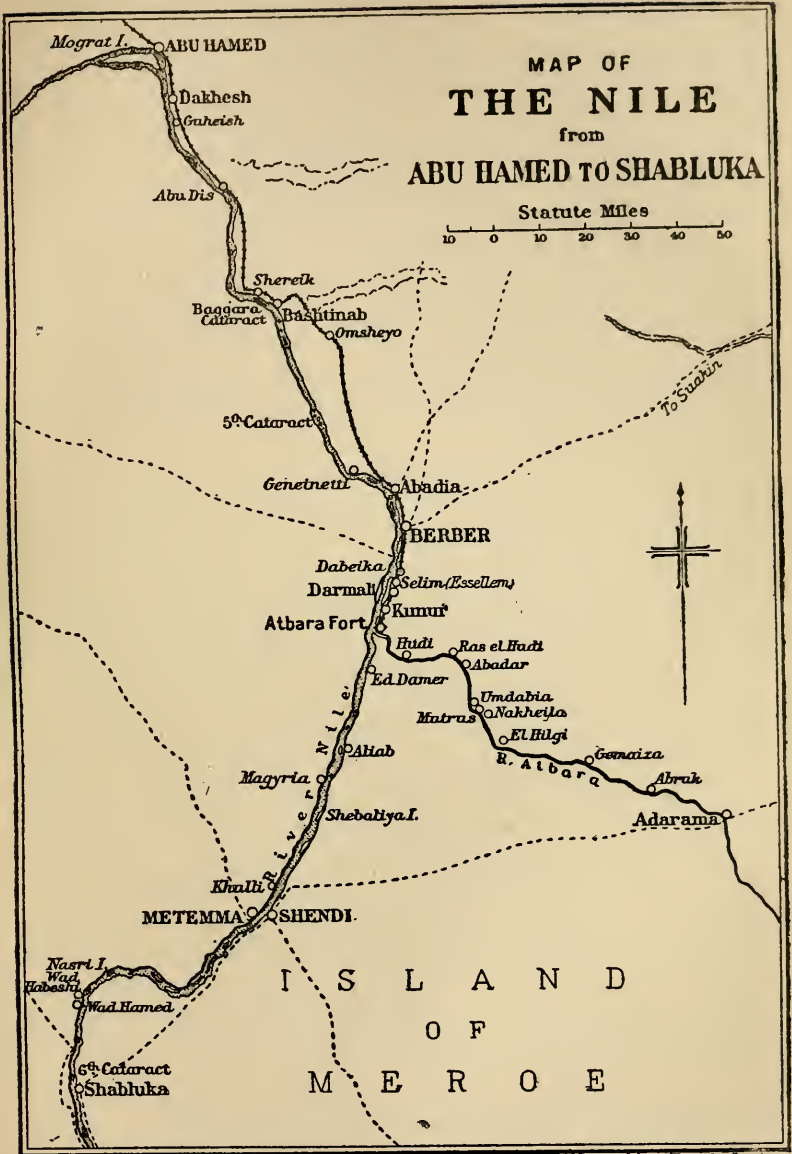 MAP OF
THE NILE
from
ABU HAMED TO SHABLUKA
Statute Miles
10 0 10 20 30 40 50
Mograt I.
ABU HAMED
Dakhesh
Gaheish
Abu Dis
Shereik
Baggara
Cataract
Bashtinab
Omsheyo
To Suakin
5th Cataract
Geneinetti
Abadia
BERBER
Dabeika
Selim (Essellem)
Darmali
Kunur
Atbara Fort
Hudi
Ras el Hudi
Abadar
Ed Damer
Umdabia
Mutrus
Nakheila
El Hilgi
Gomaiza
R. Atbara
Abrak
Adarama
River Nile
Aliab
Magyria
Shebaliya I.
Khalli
METEMMA
SHENDI
Nasri I.
Wad
Habeshi
Wad Hamed
6th Cataract
Shabluka
ISLAND
OF
MEROE